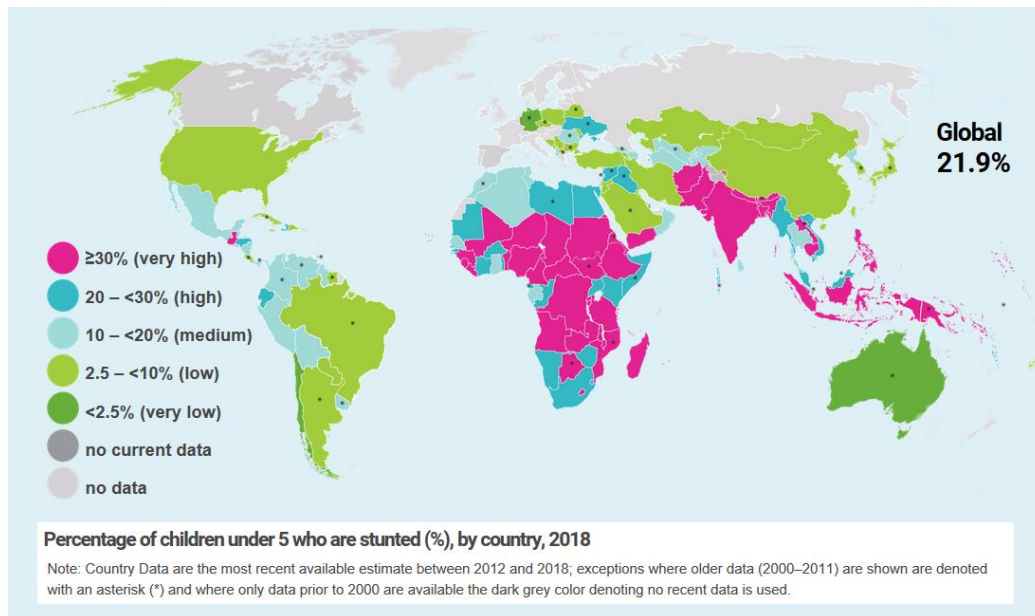 Global
21.9%
≥30% (very high)
20 – <30% (high)
10 – <20% (medium)
2.5 – <10% (low)
<2.5% (very low)
no current data
no data
Percentage of children under 5 who are stunted (%), by country, 2018
Note: Country Data are the most recent available estimate between 2012 and 2018; exceptions where older data (2000–2011) are shown are denoted
with an asterisk (*) and where only data prior to 2000 are available the dark grey color denoting no recent data is used.